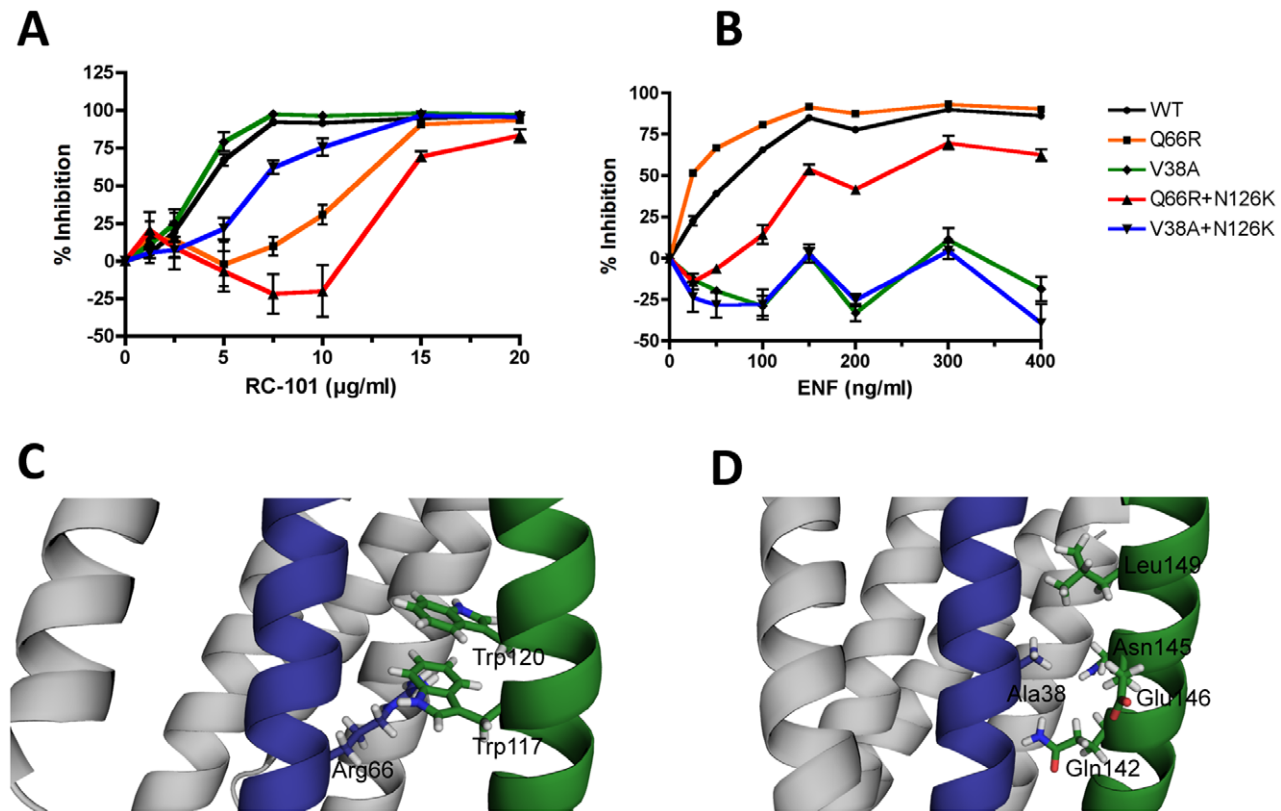 A
B
125
100
75
50
25
0
-25
-50
% Inhibition
0
5
10
15
20
RC-101 (µg/ml)
100
75
50
25
0
-25
-50
% Inhibition
0
100
200
300
400
ENF (ng/ml)
WT
Q66R
V38A
Q66R+N126K
V38A+N126K
C
D
Trp120
Trp117
Arg66
Leu149
Asn145
Ala38
Glu146
Gln142